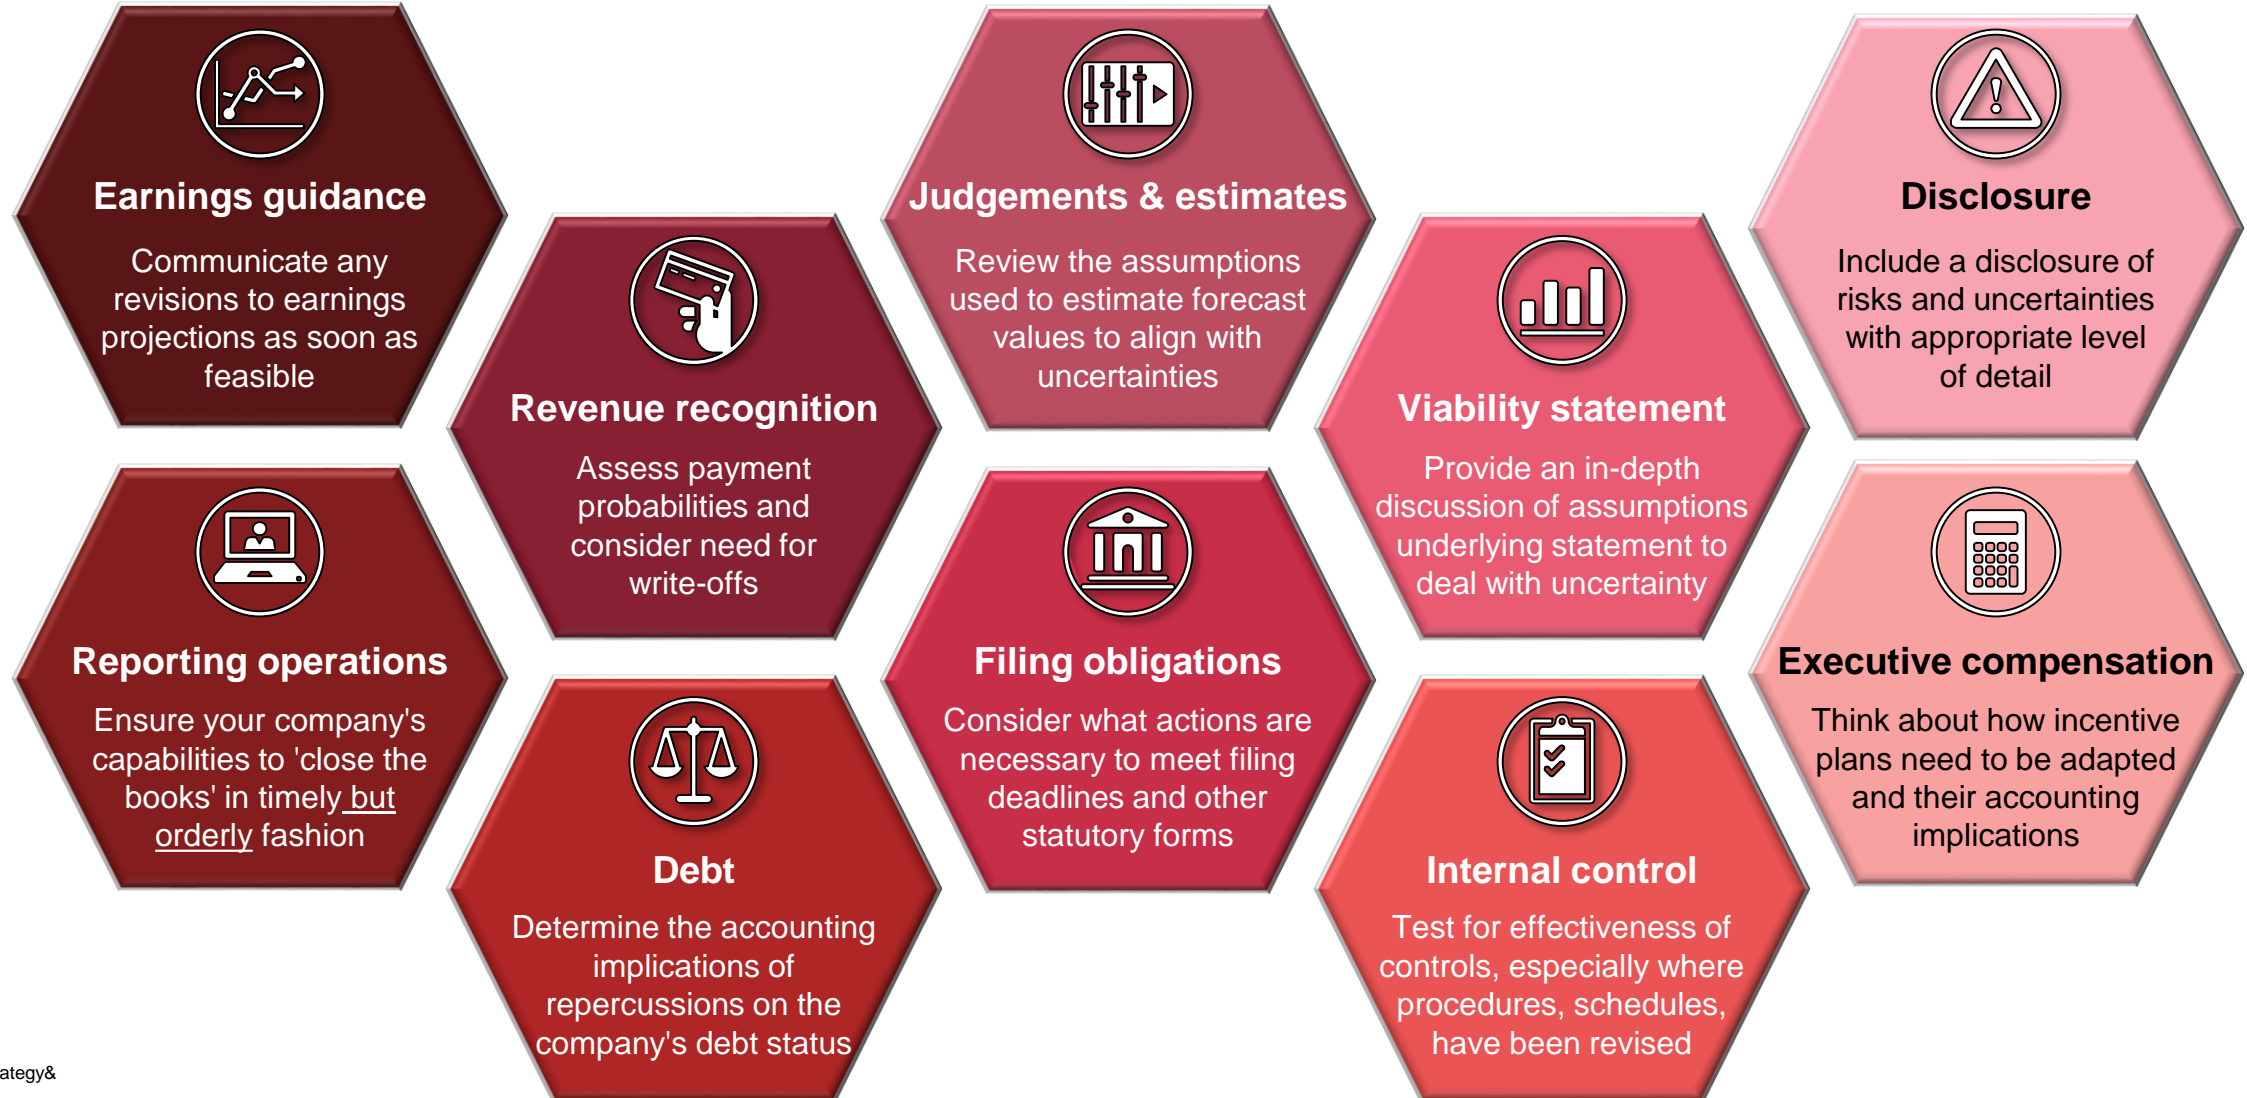 Earnings guidance
Communicate any
revisions to earnings
projections as soon as
feasible
Reporting operations
Ensure your company's
capabilities to 'close the
books' in timely but
orderly fashion
Revenue recognition
Assess payment
probabilities and
consider need for
write-offs
Debt
Determine the accounting
implications of
repercussions on the
company's debt status
Judgements & estimates
Review the assumptions
used to estimate forecast
values to align with
uncertainties
Filing obligations
Consider what actions are
necessary to meet filing
deadlines and other
statutory forms
Viability statement
Provide an in-depth
discussion of assumptions
underlying statement to
deal with uncertainty
Internal control
Test for effectiveness of
controls, especially where
procedures, schedules,
have been revised
Disclosure
Include a disclosure of
risks and uncertainties
with appropriate level
of detail
Executive compensation
Think about how incentive
plans need to be adapted
and their accounting
implications
ategy&